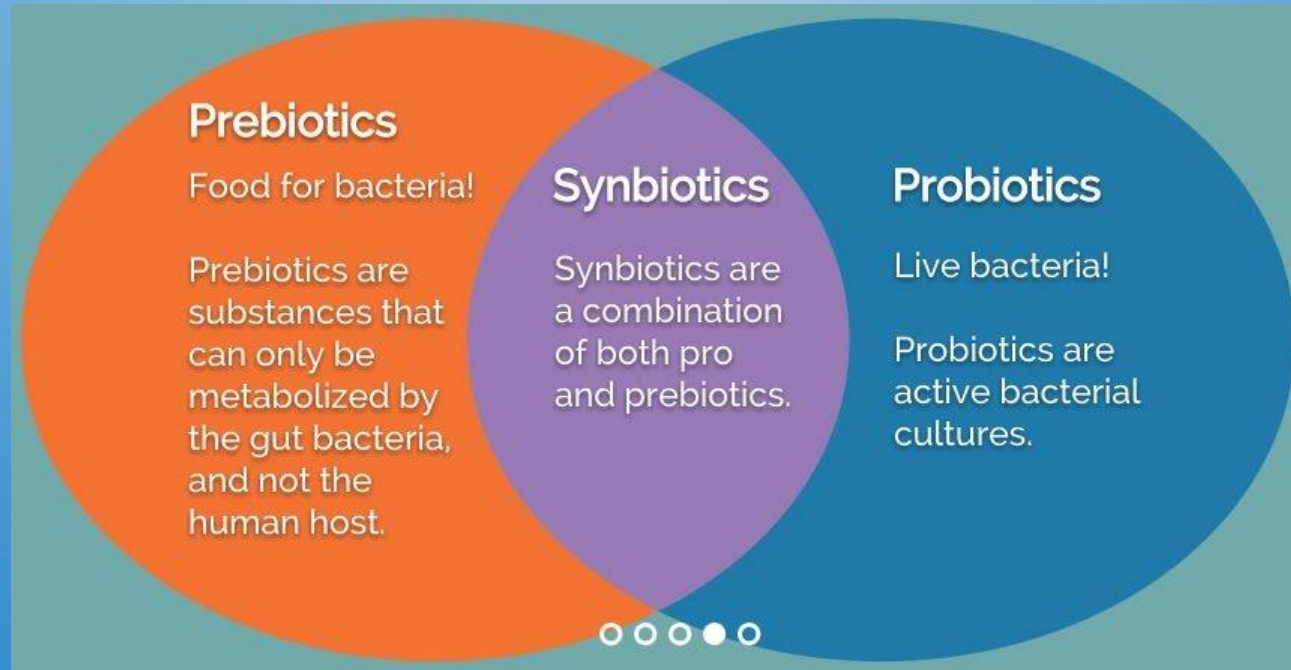 Prebiotics
Food for bacteria!
Prebiotics are
substances that
can only be
metabolized by
the gut bacteria,
and not the
human host.
Synbiotics
Synbiotics are
a combination
of both pro
and prebiotics.
Probiotics
Live bacteria!
Probiotics are
active bacterial
cultures.